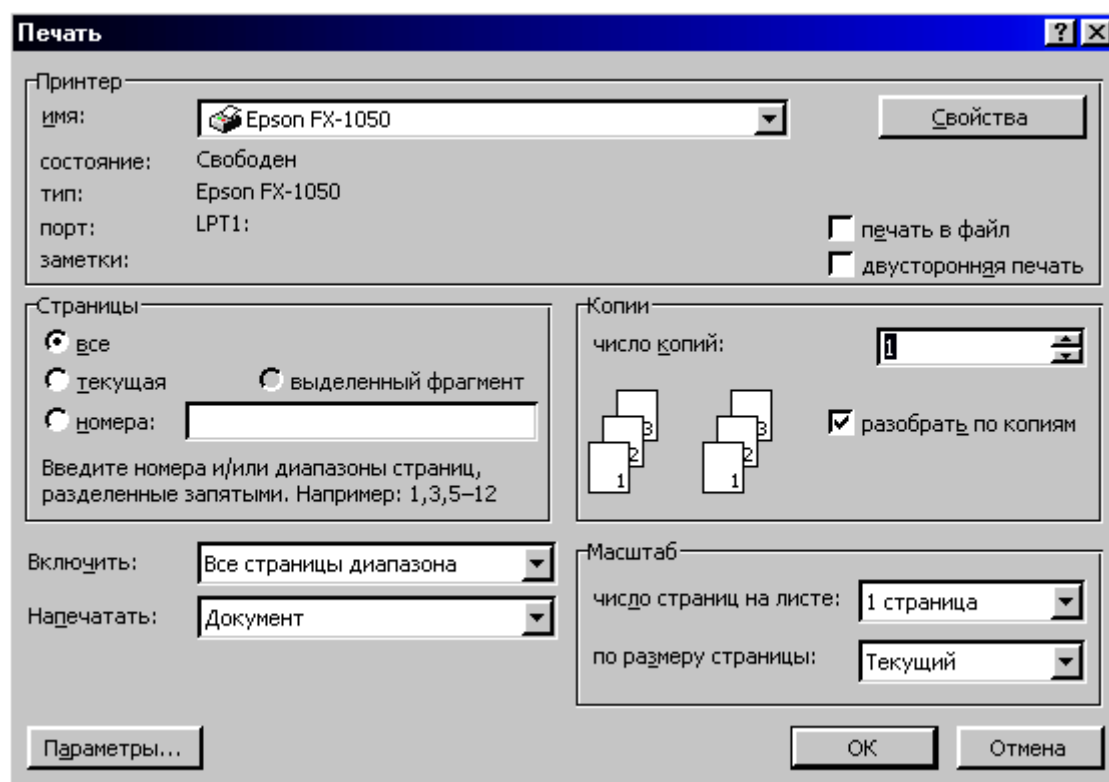 Печать
Принтер
имя: Epson FX-1050 Свойства
состояние: Свободен
тип: Epson FX-1050
порт: LPT1: печать в файл
заметки: двусторонняя печать
Страницы
все
текущая выделенный фрагмент
номера:
Введите номера и/или диапазоны страниц,
разделенные запятыми. Например: 1,3,5–12
Копии
число копий: 1
3 3
2 2
1 1
разобрать по копиям
Включить: Все страницы диапазона
Напечатать: Документ
Масштаб
число страниц на листе: 1 страница
по размеру страницы: Текущий
Параметры... ОК Отмена